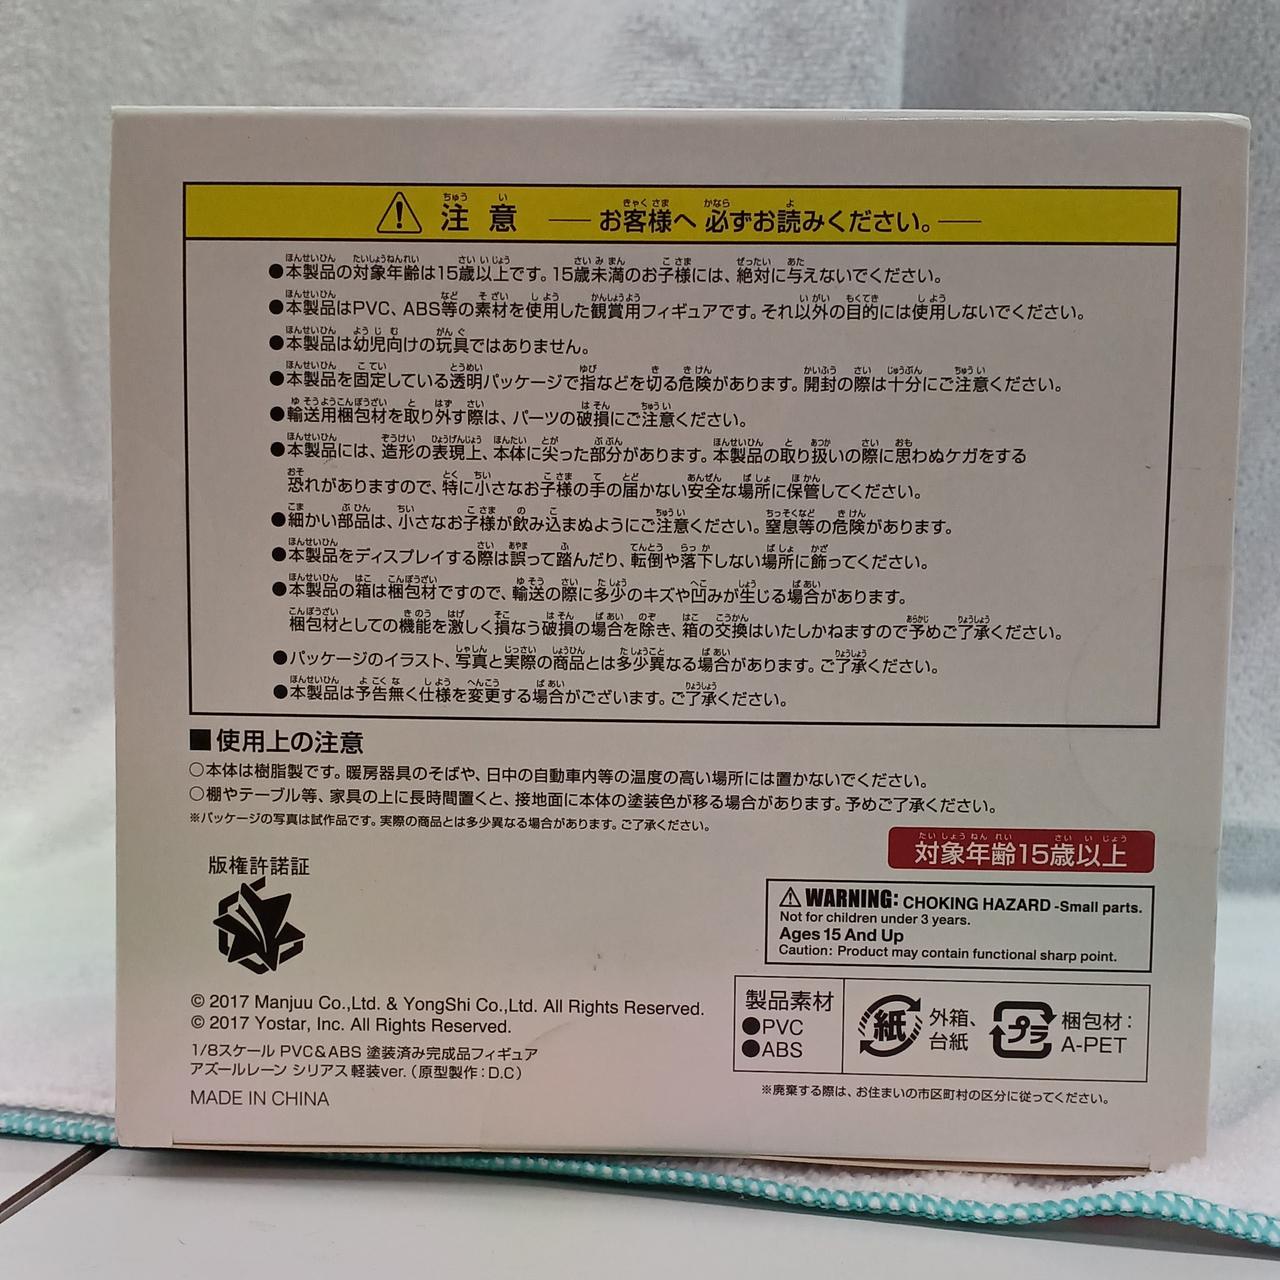 注意 ── お客様へ 必ずお読みください。──
●本製品の対象年齢は15歳以上です。15歳未満のお子様には、絶対に与えないでください。
●本製品はPVC、ABS等の素材を使用した観賞用フィギュアです。それ以外の目的には使用しないでください。
●本製品は幼児向けの玩具ではありません。
●本製品を固定している透明パッケージで指などを切る危険があります。開封の際は十分にご注意ください。
●輸送用梱包材を取り外す際は、パーツの破損にご注意ください。
●本製品には、造形の表現上、本体に尖った部分があります。本製品の取り扱いの際に思わぬケガをする
恐れがありますので、特に小さなお子様の手の届かない安全な場所に保管してください。
●細かい部品は、小さなお子様が飲み込まぬようにご注意ください。窒息等の危険があります。
●本製品をディスプレイする際は誤って踏んだり、転倒や落下しない場所に飾ってください。
●本製品の箱は梱包材ですので、輸送の際に多少のキズや凹みが生じる場合があります。
梱包材としての機能を激しく損なう破損の場合を除き、箱の交換はいたしかねますので予めご了承ください。
●パッケージのイラスト、写真と実際の商品とは多少異なる場合があります。ご了承ください。
●本製品は予告無く仕様を変更する場合がございます。ご了承ください。
■使用上の注意
○本体は樹脂製です。暖房器具のそばや、日中の自動車内等の温度の高い場所には置かないでください。
○棚やテーブル等、家具の上に長時間置くと、接地面に本体の塗装色が移る場合があります。予めご了承ください。
※パッケージの写真は試作品です。実際の商品とは多少異なる場合があります。ご了承ください。
対象年齢15歳以上
版権許諾証
WARNING: CHOKING HAZARD -Small parts.
Not for children under 3 years.
Ages 15 And Up
Caution: Product may contain functional sharp point.
© 2017 Manjuu Co.,Ltd. & YongShi Co.,Ltd. All Rights Reserved.
© 2017 Yostar, Inc. All Rights Reserved.
1/8スケール PVC&ABS 塗装済み完成品フィギュア
アズールレーン シリアス 軽装ver.(原型製作:D.C)
MADE IN CHINA
製品素材
●PVC
●ABS
紙
外箱、
台紙
プラ
梱包材:
A-PET
※廃棄する際は、お住まいの市区町村の区分に従ってください。